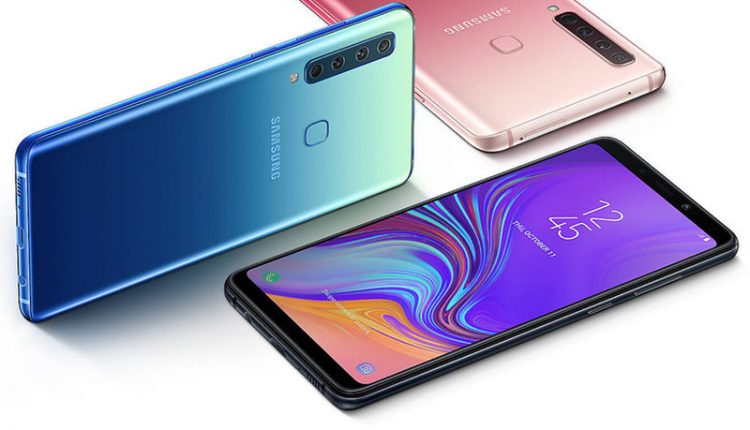 SAMSUNG
SAMSUNG
12
45
THU, OCTOBER 11